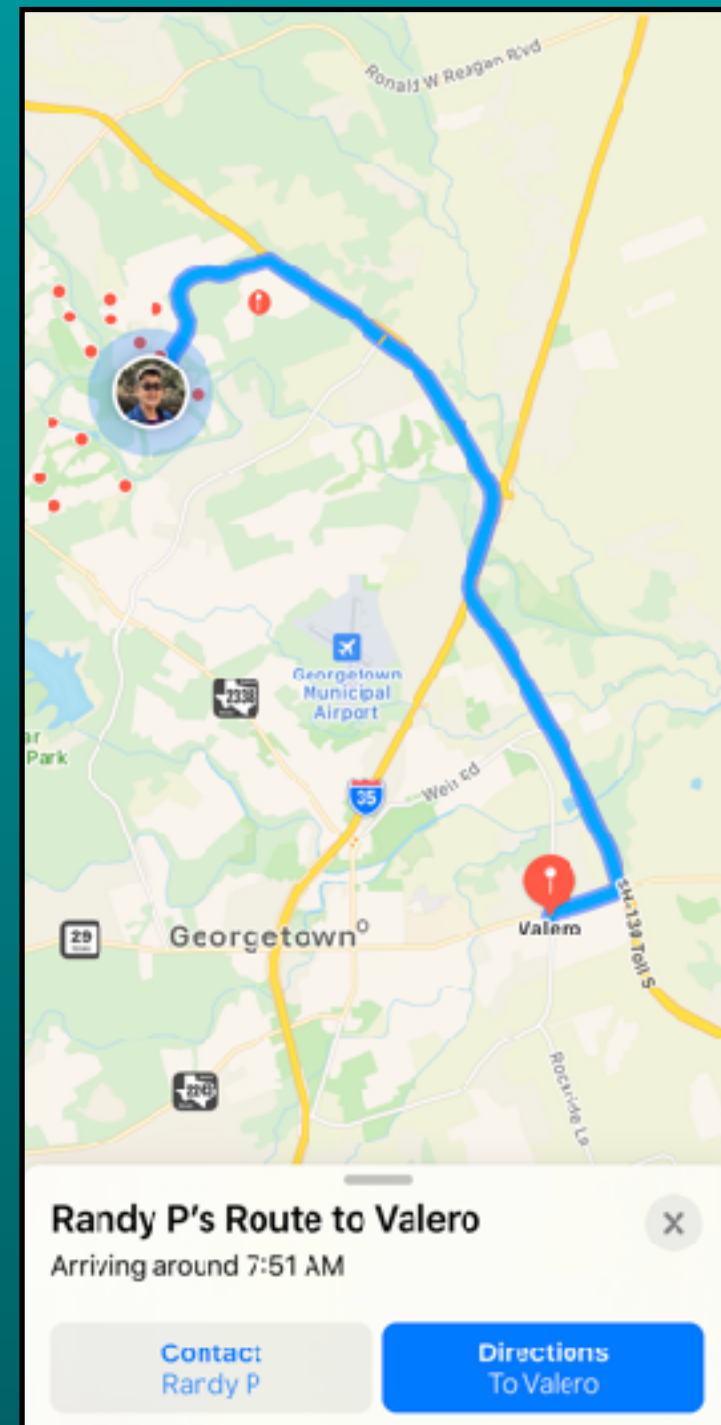 Ronald W Reagan Blvd
Georgetown
Municipal
Airport
2338
ar
Park
35
Weir Rd
Valero
29
Georgetown
SH-130 Toll S
2243
Rockride Ln
Randy P's Route to Valero
Arriving around 7:51 AM
Contact
Randy P
Directions
To Valero